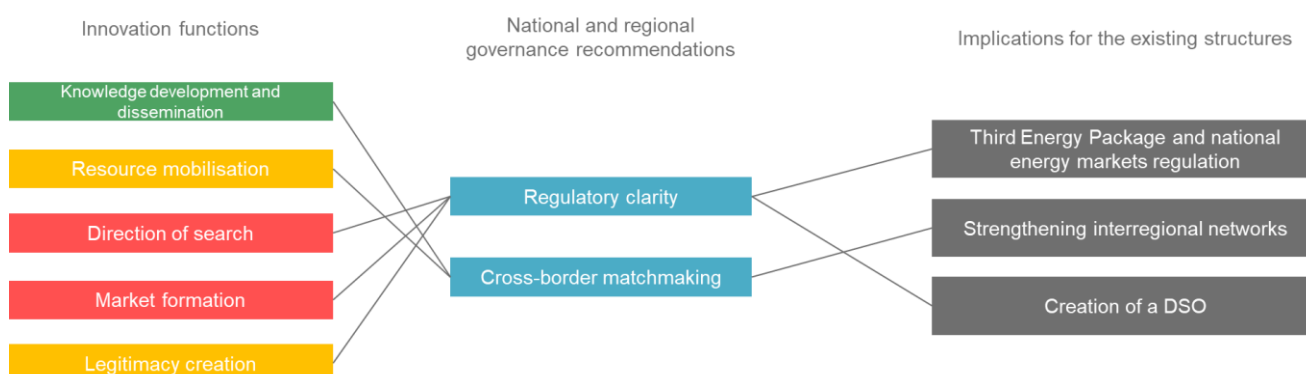 Innovation functions
National and regional
governance recommendations
Implications for the existing structures
Knowledge development and
dissemination
Resource mobilisation
Direction of search
Market formation
Legitimacy creation
Regulatory clarity
Cross-border matchmaking
Third Energy Package and national
energy markets regulation
Strengthening interregional networks
Creation of a DSO